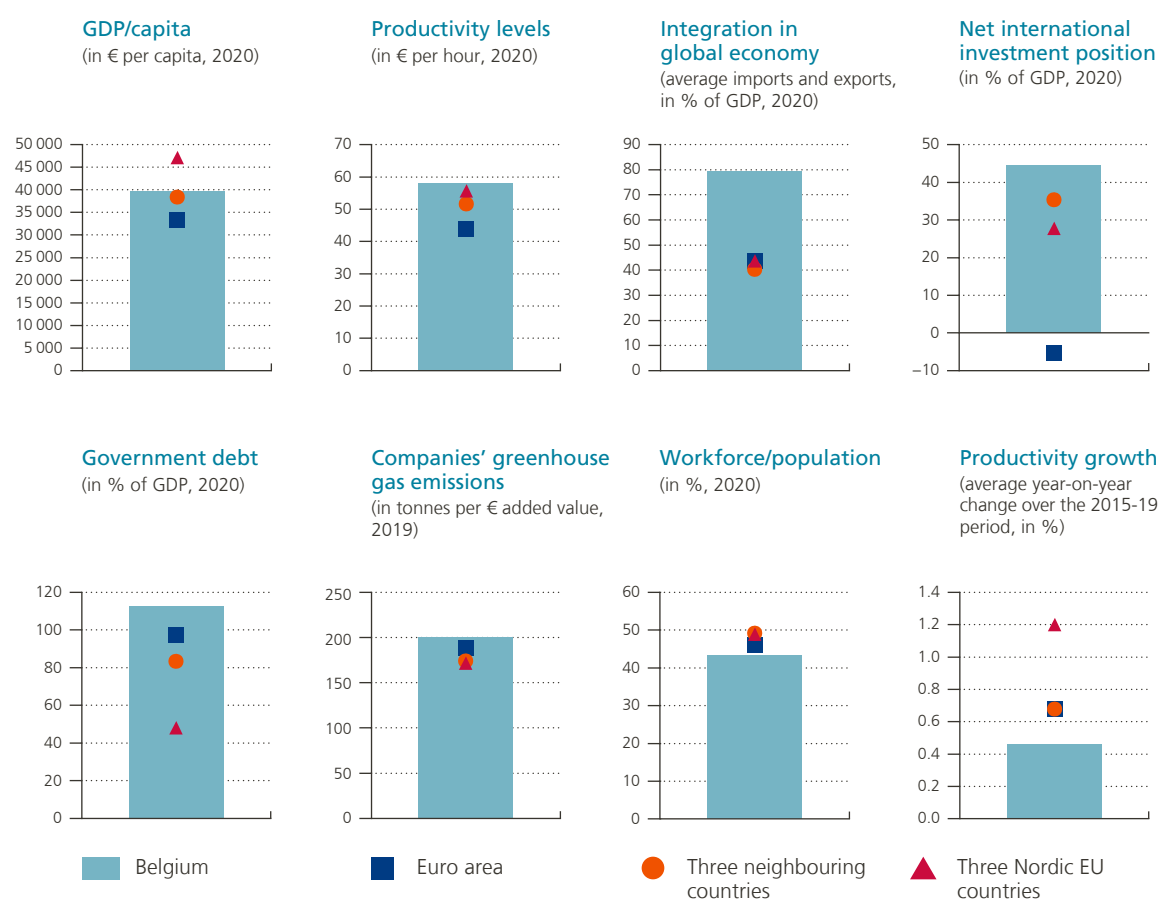 GDP/capita
(in € per capita, 2020)
50 000
45 000
40 000
35 000
30 000
25 000
20 000
15 000
10 000
5 000
0
Productivity levels
(in € per hour, 2020)
70
60
50
40
30
20
10
0
Integration in
global economy
(average imports and exports,
in % of GDP, 2020)
90
80
70
60
50
40
30
20
10
0
Net international
investment position
(in % of GDP, 2020)
50
40
30
20
10
0
–10
Government debt
(in % of GDP, 2020)
120
100
80
60
40
20
0
Companies’ greenhouse
gas emissions
(in tonnes per € added value,
2019)
250
200
150
100
50
0
Workforce/population
(in %, 2020)
60
50
40
30
20
10
0
Productivity growth
(average year-on-year
change over the 2015-19
period, in %)
1.4
1.2
1.0
0.8
0.6
0.4
0.2
0.0
Belgium
Euro area
Three neighbouring
countries
Three Nordic EU
countries